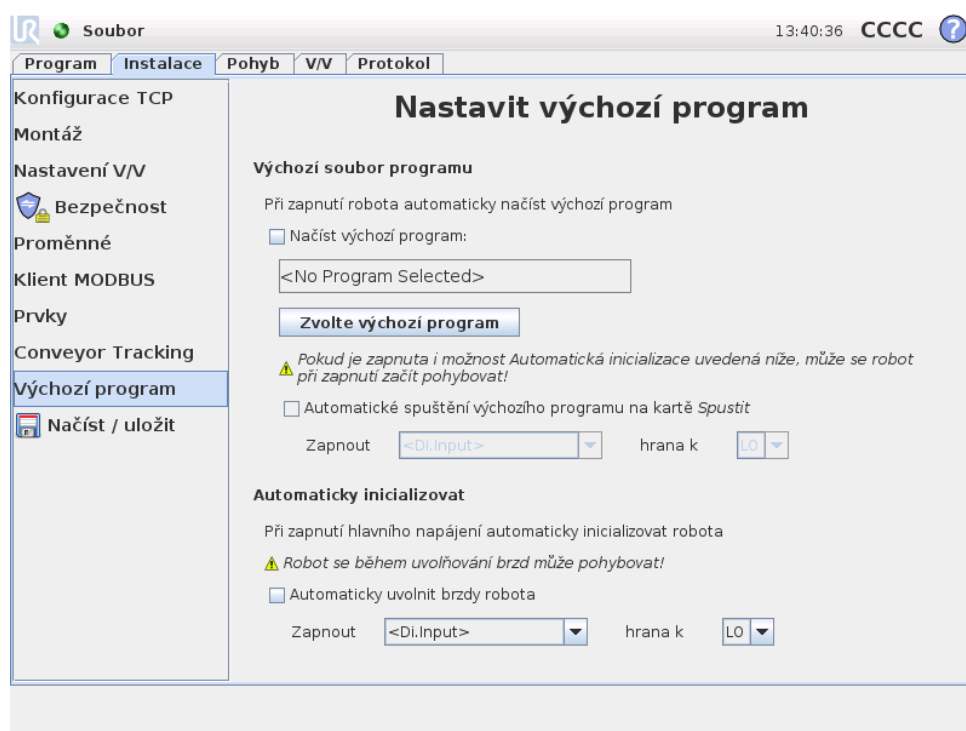 UR Soubor 13:40:36 CCCC ?
Program Instalace Pohyb V/V Protokol
Konfigurace TCP
Montáž
Nastavení V/V
Bezpečnost
Proměnné
Klient MODBUS
Prvky
Conveyor Tracking
Výchozí program
Načíst / uložit
Nastavit výchozí program
Výchozí soubor programu
Při zapnutí robota automaticky načíst výchozí program
Načíst výchozí program:
<No Program Selected>
Zvolte výchozí program
Pokud je zapnuta i možnost Automatická inicializace uvedená níže, může se robot
při zapnutí začít pohybovat!
Automatické spuštění výchozího programu na kartě Spustit
Zapnout <Di.Input> hrana k LO
Automaticky inicializovat
Při zapnutí hlavního napájení automaticky inicializovat robota
Robot se během uvolňování brzd může pohybovat!
Automaticky uvolnit brzdy robota
Zapnout <Di.Input> hrana k LO